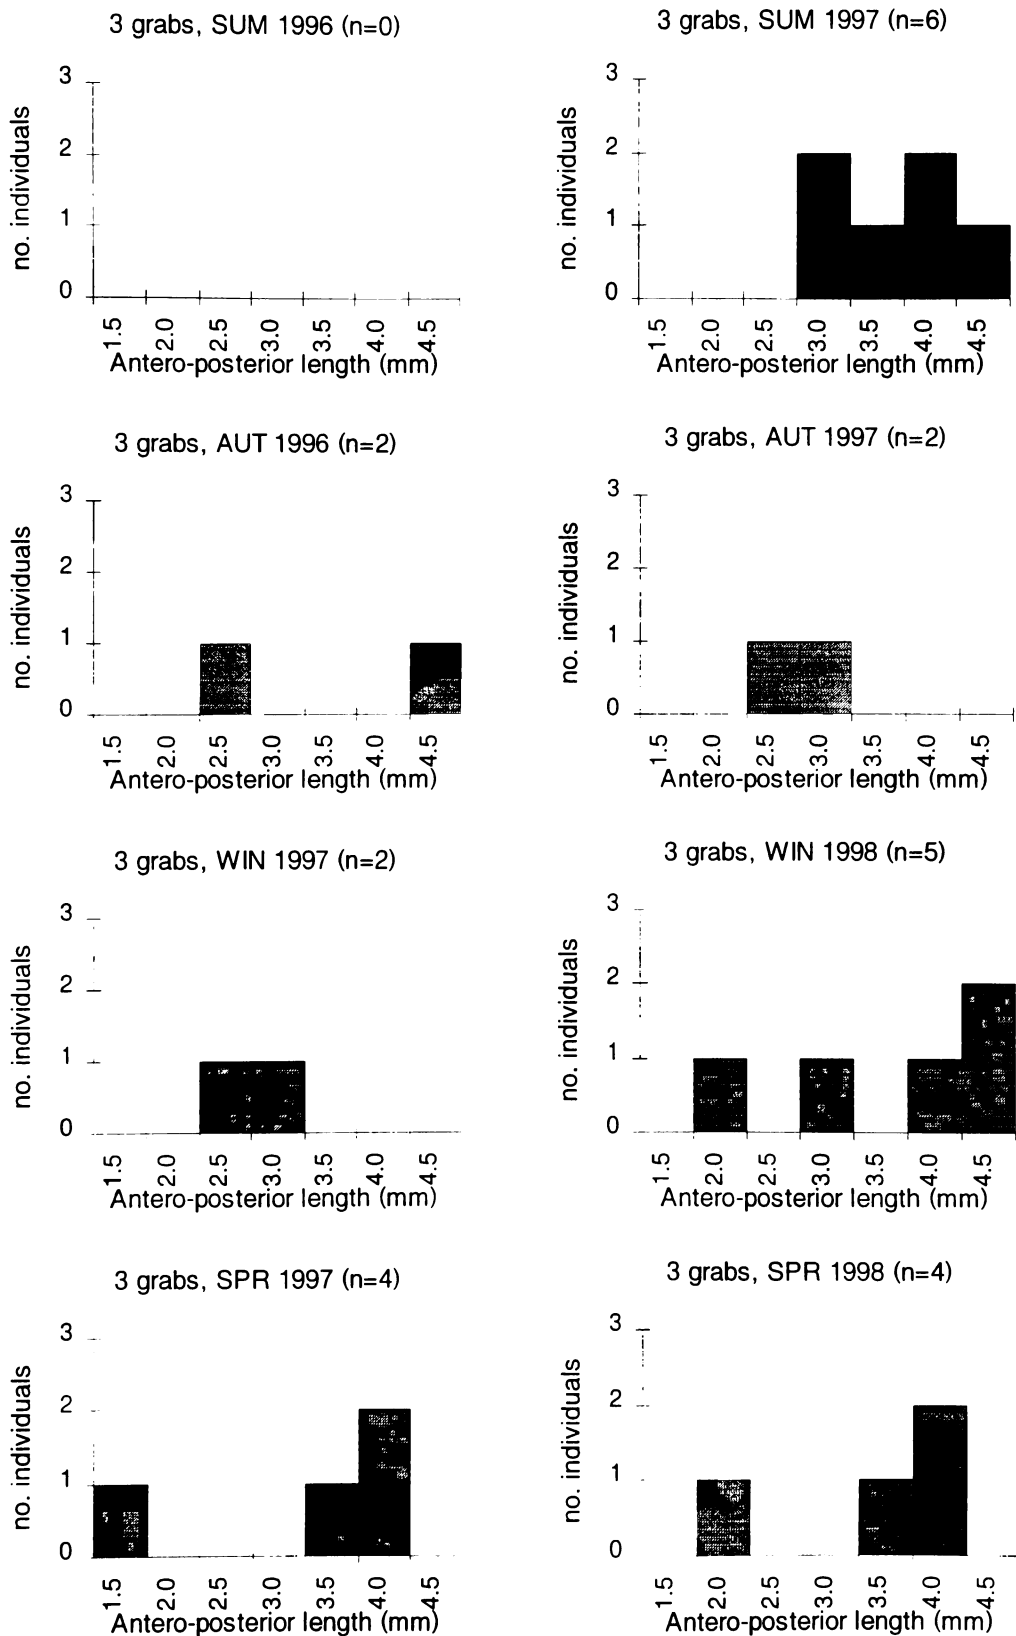 3 grabs, SUM 1996 (n=0)
no. individuals
3
2
1
0
1.5 2.0 2.5 3.0 3.5 4.0 4.5
Antero-posterior length (mm)
3 grabs, SUM 1997 (n=6)
no. individuals
3
2
1
0
1.5 2.0 2.5 3.0 3.5 4.0 4.5
Antero-posterior length (mm)
3 grabs, AUT 1996 (n=2)
no. individuals
3
2
1
0
1.5 2.0 2.5 3.0 3.5 4.0 4.5
Antero-posterior length (mm)
3 grabs, AUT 1997 (n=2)
no. individuals
3
2
1
0
1.5 2.0 2.5 3.0 3.5 4.0 4.5
Antero-posterior length (mm)
3 grabs, WIN 1997 (n=2)
no. individuals
3
2
1
0
1.5 2.0 2.5 3.0 3.5 4.0 4.5
Antero-posterior length (mm)
3 grabs, WIN 1998 (n=5)
no. individuals
3
2
1
0
1.5 2.0 2.5 3.0 3.5 4.0 4.5
Antero-posterior length (mm)
3 grabs, SPR 1997 (n=4)
no. individuals
3
2
1
0
1.5 2.0 2.5 3.0 3.5 4.0 4.5
Antero-posterior length (mm)
3 grabs, SPR 1998 (n=4)
no. individuals
3
2
1
0
1.5 2.0 2.5 3.0 3.5 4.0 4.5
Antero-posterior length (mm)